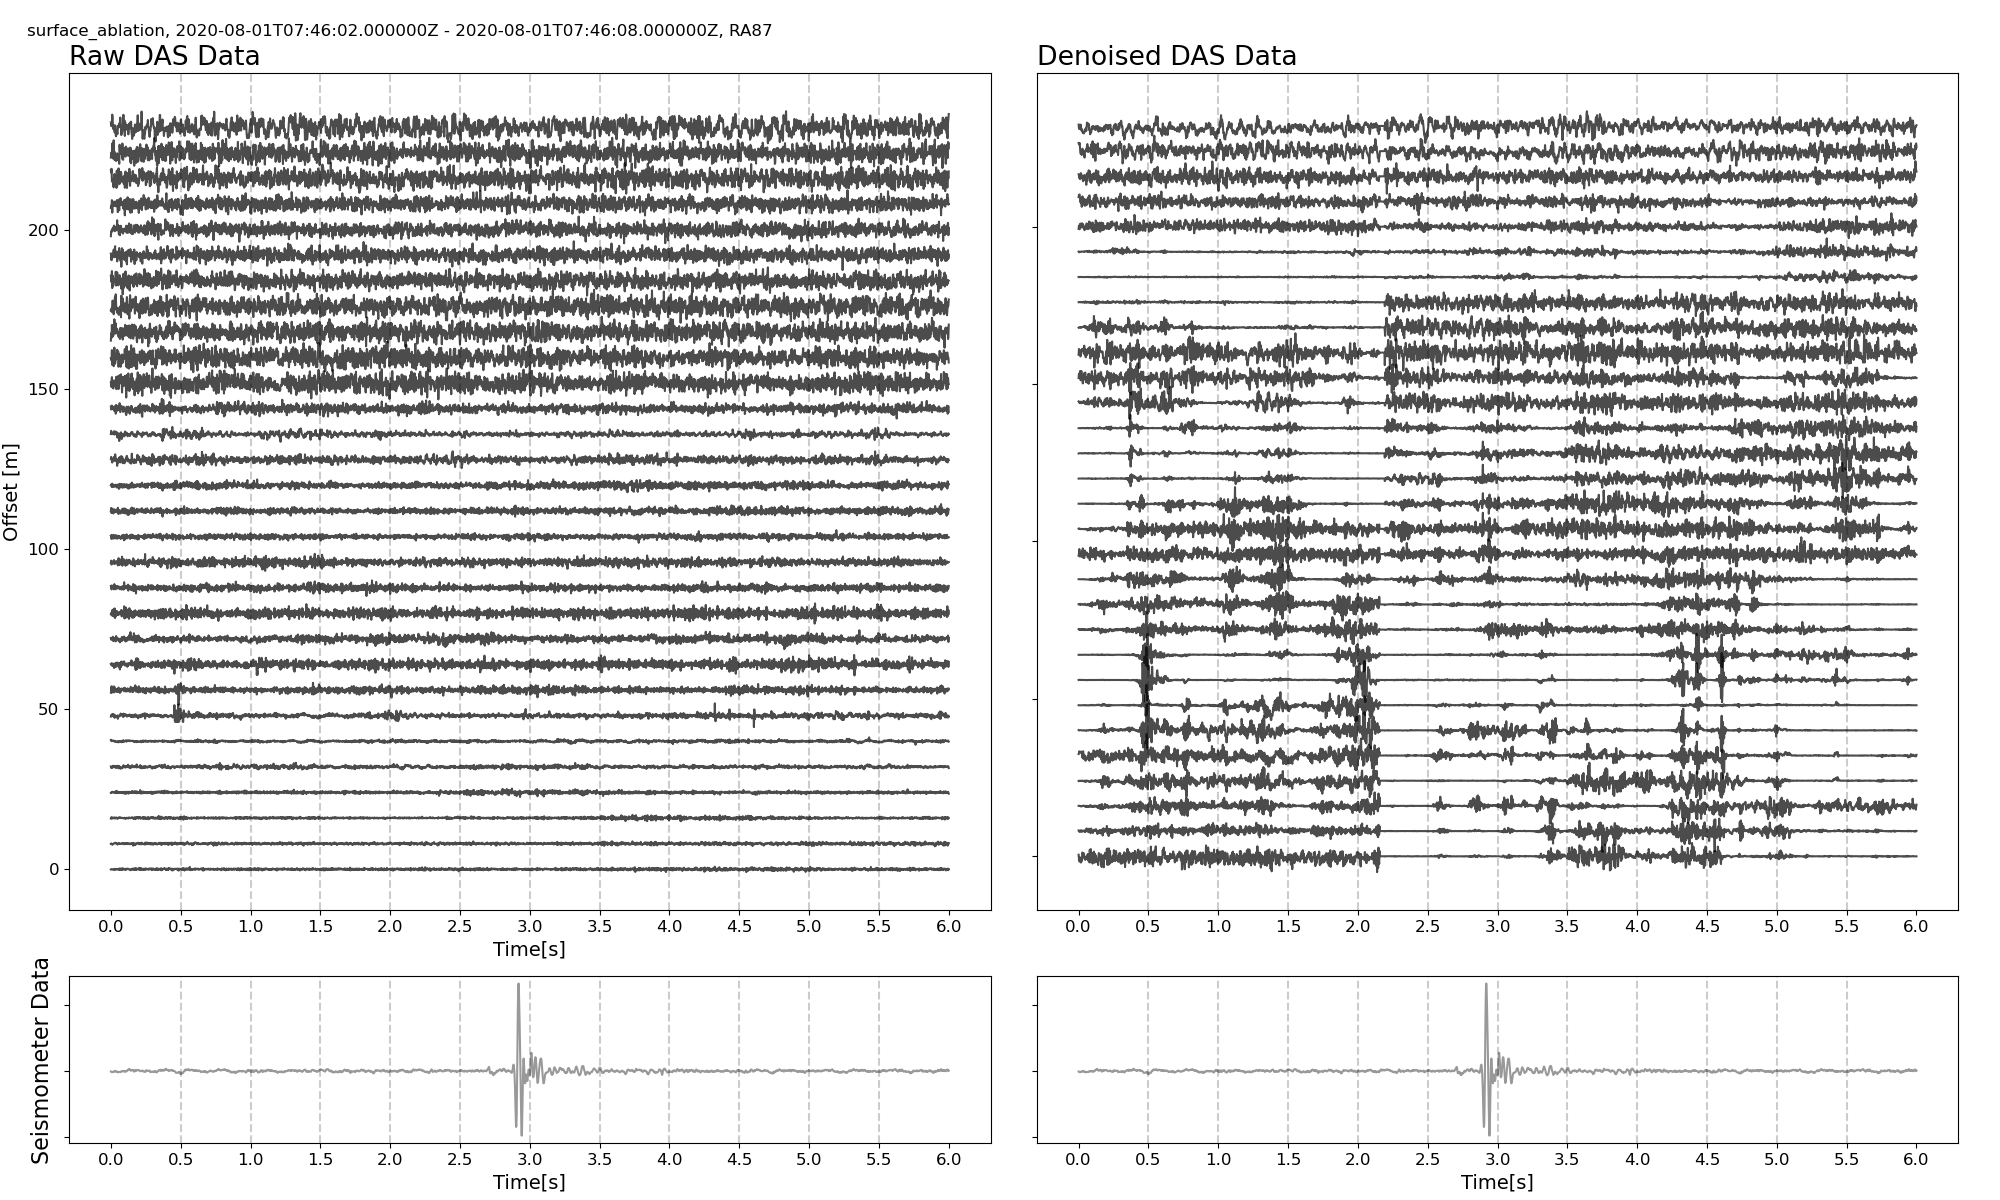 surface_ablation, 2020-08-01T07:46:02.000000Z - 2020-08-01T07:46:08.000000Z, RA87
Raw DAS Data
Denoised DAS Data
Offset [m]
200
150
100
50
0
0.0 0.5 1.0 1.5 2.0 2.5 3.0 3.5 4.0 4.5 5.0 5.5 6.0
Time[s]
0.0 0.5 1.0 1.5 2.0 2.5 3.0 3.5 4.0 4.5 5.0 5.5 6.0
Seismometer Data
0.0 0.5 1.0 1.5 2.0 2.5 3.0 3.5 4.0 4.5 5.0 5.5 6.0
Time[s]
0.0 0.5 1.0 1.5 2.0 2.5 3.0 3.5 4.0 4.5 5.0 5.5 6.0
Time[s]